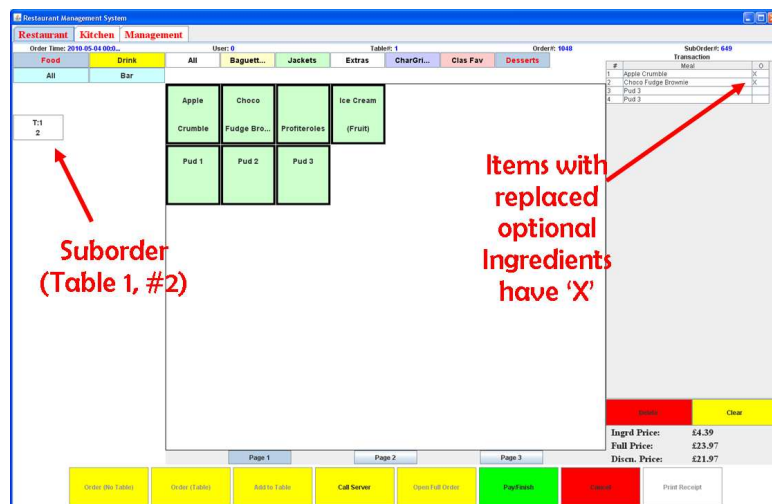 Restaurant Management System
Restaurant Kitchen Management
Order Time: 2010-05-04 00:0... User: 0 Table#: 1 Order#: 1048 SubOrder#: 649
Food Drink All Baguett... Jackets Extras CharGri... Clas Fav Desserts
All Bar
Transaction
# Meal O
1 Apple Crumble X
2 Choco Fudge Brownie X
3 Pud 3
4 Pud 3
Apple Crumble
Choco Fudge Bro...
Profiteroles
Ice Cream (Fruit)
Pud 1 Pud 2 Pud 3
T:1
2
Suborder
(Table 1, #2)
Items with
replaced
optional
Ingredients
have ‘X’
Delete Clear
Ingrd Price: £4.39
Full Price: £23.97
Discn. Price: £21.97
Page 1 Page 2 Page 3
Order (No Table) Order (Table) Add to Table Call Server Open Full Order Pay/Finish Cancel Print Receipt